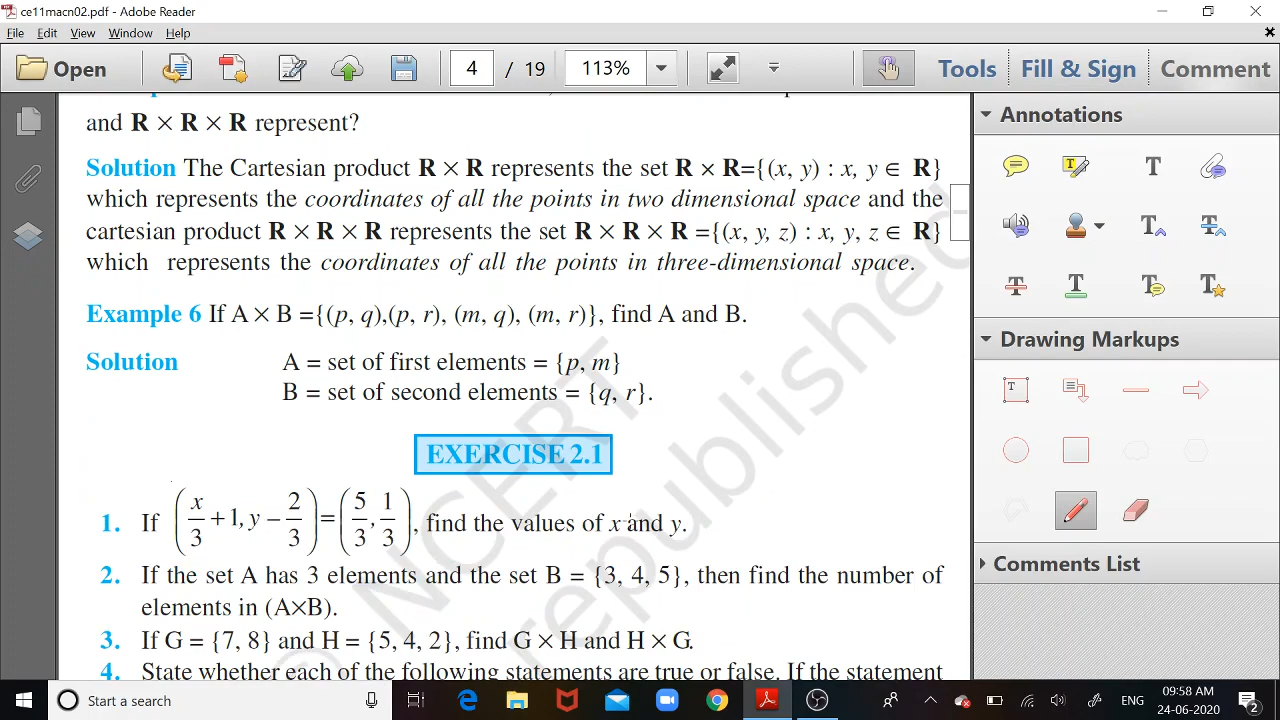 ce11macn02.pdf - Adobe Reader
File Edit View Window Help
Open 4 / 19 113% Tools Fill & Sign Comment
and R × R × R represent?
Solution The Cartesian product R × R represents the set R × R={(x, y) : x, y ∈ R}
which represents the coordinates of all the points in two dimensional space and the
cartesian product R × R × R represents the set R × R × R ={(x, y, z) : x, y, z ∈ R}
which represents the coordinates of all the points in three-dimensional space.
Example 6 If A × B ={(p, q),(p, r), (m, q), (m, r)}, find A and B.
Solution A = set of first elements = {p, m}
B = set of second elements = {q, r}.
EXERCISE 2.1
1. If (x/3 + 1, y – 2/3) = (5/3, 1/3), find the values of x and y.
2. If the set A has 3 elements and the set B = {3, 4, 5}, then find the number of
elements in (A×B).
3. If G = {7, 8} and H = {5, 4, 2}, find G × H and H × G.
4. State whether each of the following statements are true or false. If the statement
© NCERT
republished
Annotations
Drawing Markups
Comments List
Start a search
ENG
09:58 AM
24-06-2020
2